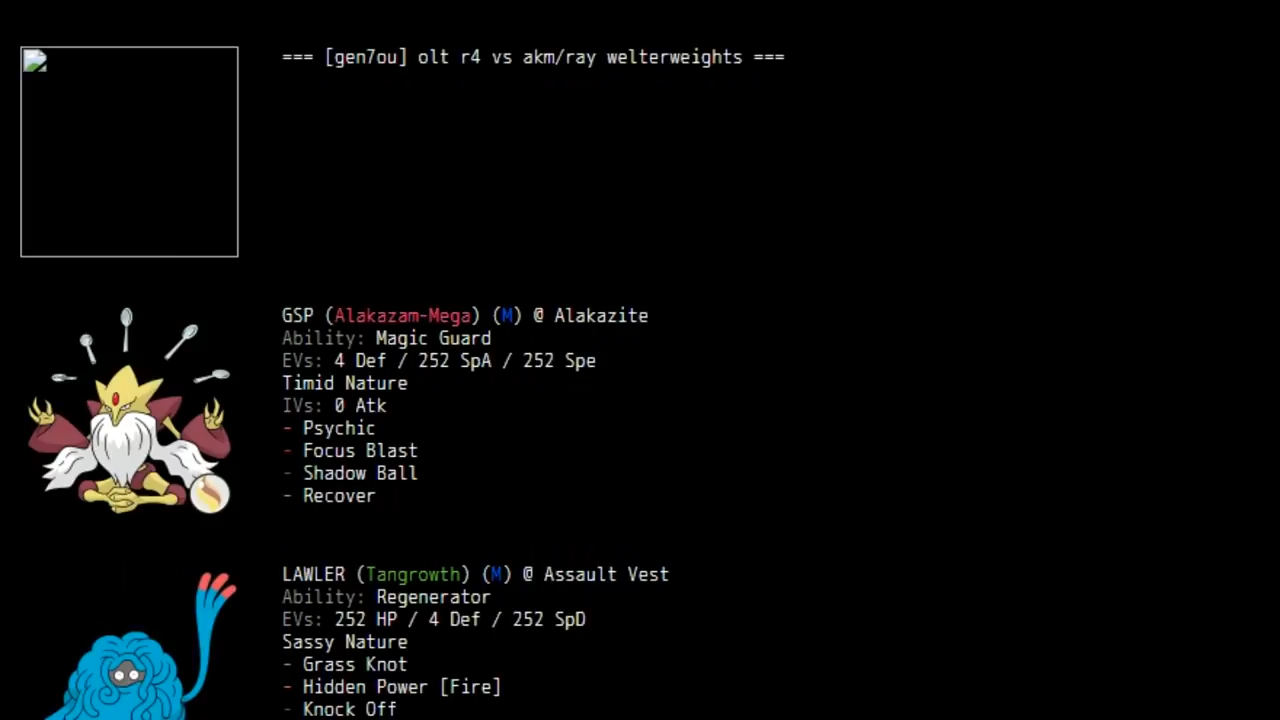 === [gen7ou] olt r4 vs akm/ray welterweights ===
GSP (Alakazam-Mega) (M) @ Alakazite
Ability: Magic Guard
EVs: 4 Def / 252 SpA / 252 Spe
Timid Nature
IVs: 0 Atk
- Psychic
- Focus Blast
- Shadow Ball
- Recover
LAWLER (Tangrowth) (M) @ Assault Vest
Ability: Regenerator
EVs: 252 HP / 4 Def / 252 SpD
Sassy Nature
- Grass Knot
- Hidden Power [Fire]
- Knock Off